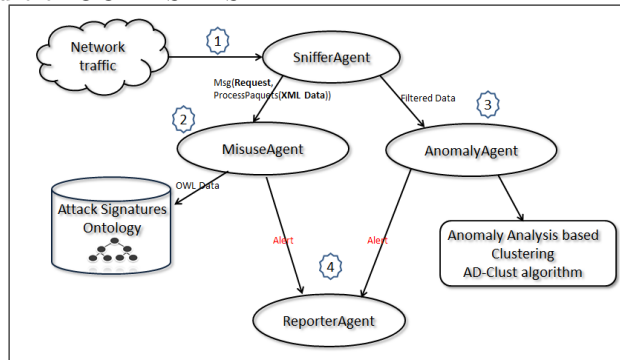 1
Network
traffic
SnifferAgent
Msg(Request,
ProcessPaquets(XML Data))
Filtered Data
3
2
MisuseAgent
AnomalyAgent
OWL Data
Attack Signatures
Ontology
Alert
Alert
Anomaly Analysis based
Clustering
AD-Clust algorithm
4
ReporterAgent